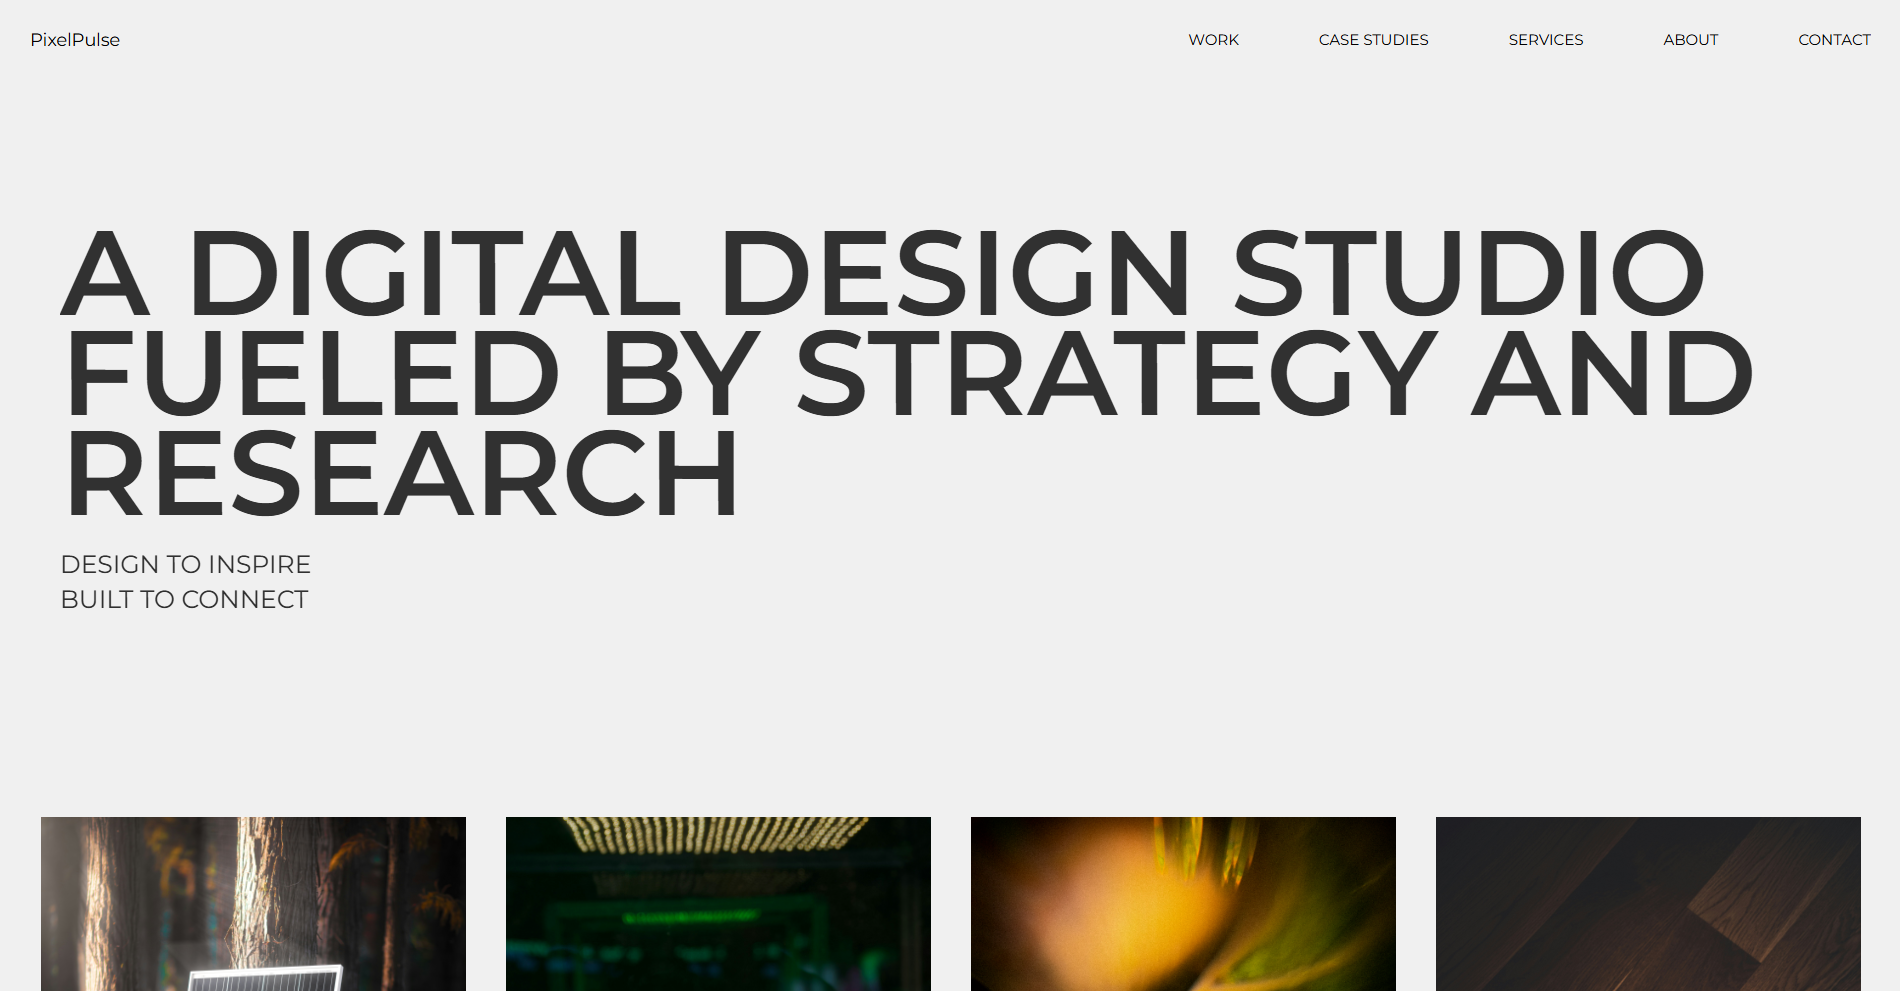 PixelPulse
WORK
CASE STUDIES
SERVICES
ABOUT
CONTACT
A DIGITAL DESIGN STUDIO
FUELED BY STRATEGY AND
RESEARCH
DESIGN TO INSPIRE
BUILT TO CONNECT